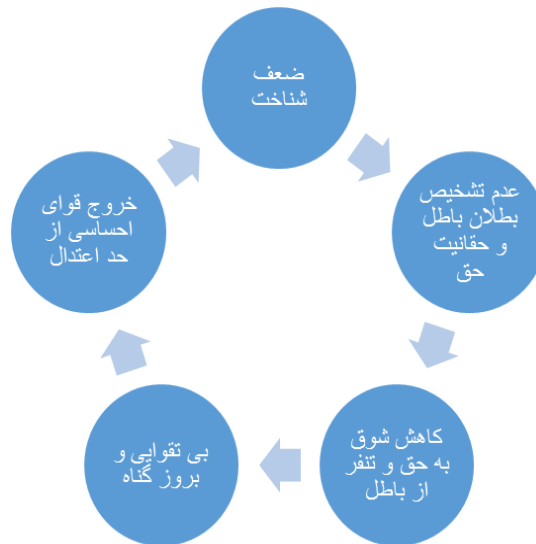 ضعف
شناخت
عدم تشخیص
بطلان باطل
و حقانیت
حق
کاهش شوق
به حق و تنفر
از باطل
بی تقوایی و
بروز گناه
خروج قوای
احساسی از
حد اعتدال